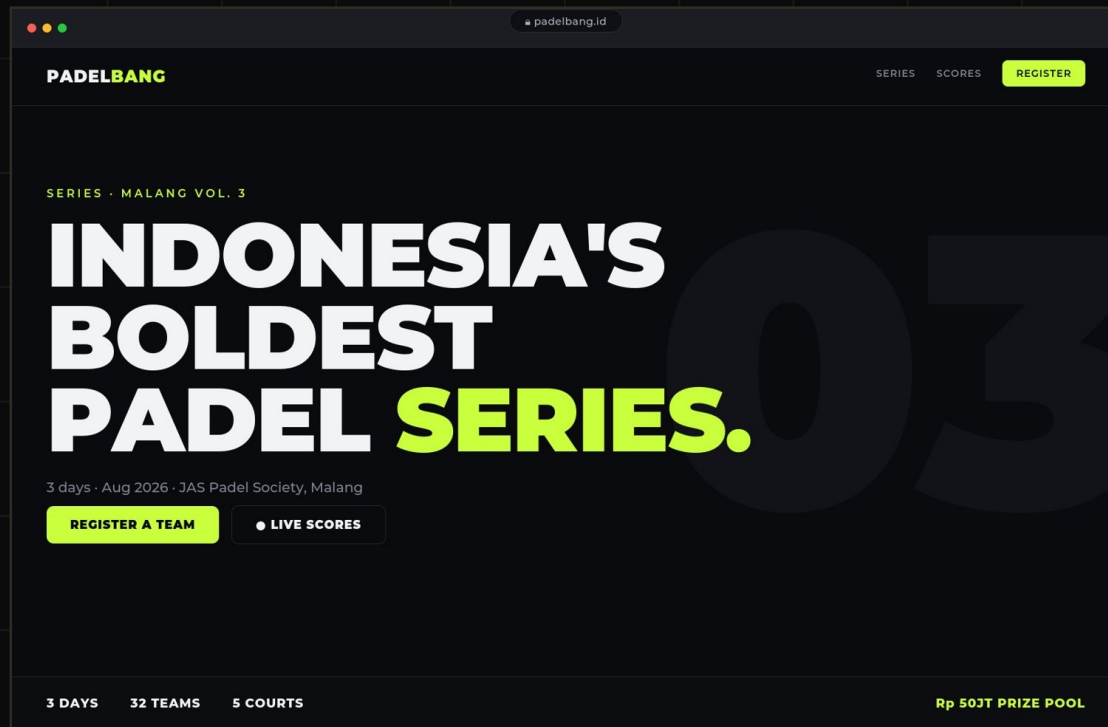 padelbang.id
PADELBANG
SERIES SCORES REGISTER
SERIES · MALANG VOL. 3
INDONESIA'S
BOLDEST
PADEL SERIES.
03
3 days · Aug 2026 · JAS Padel Society, Malang
REGISTER A TEAM ● LIVE SCORES
3 DAYS 32 TEAMS 5 COURTS Rp 50JT PRIZE POOL